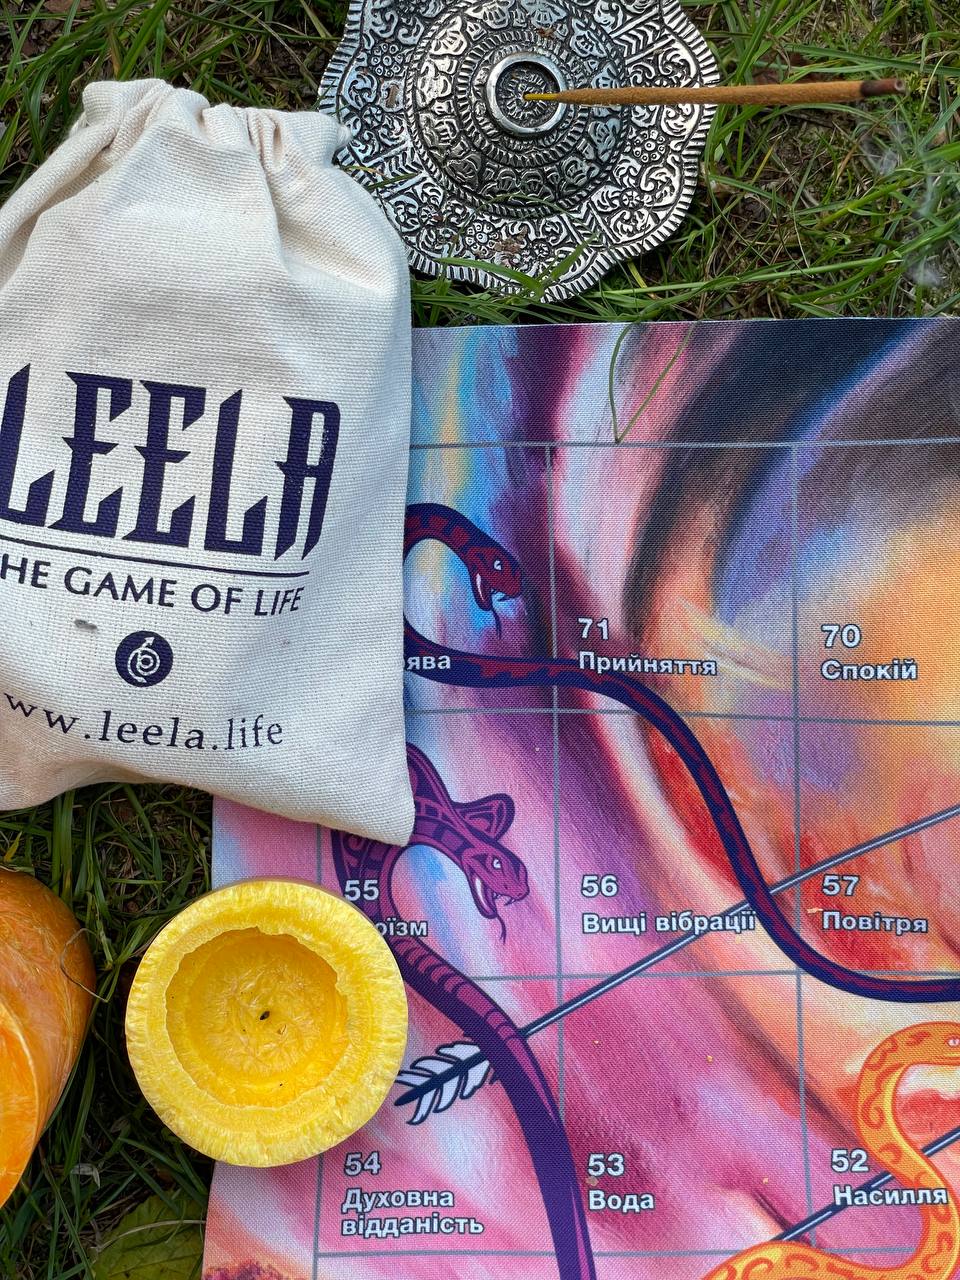 LEELA
THE GAME OF LIFE
www.leela.life
71
Прийняття
70
Спокій
55
56
Вищі вібрації
57
Повітря
54
Духовна
відданість
53
Вода
52
Насилля